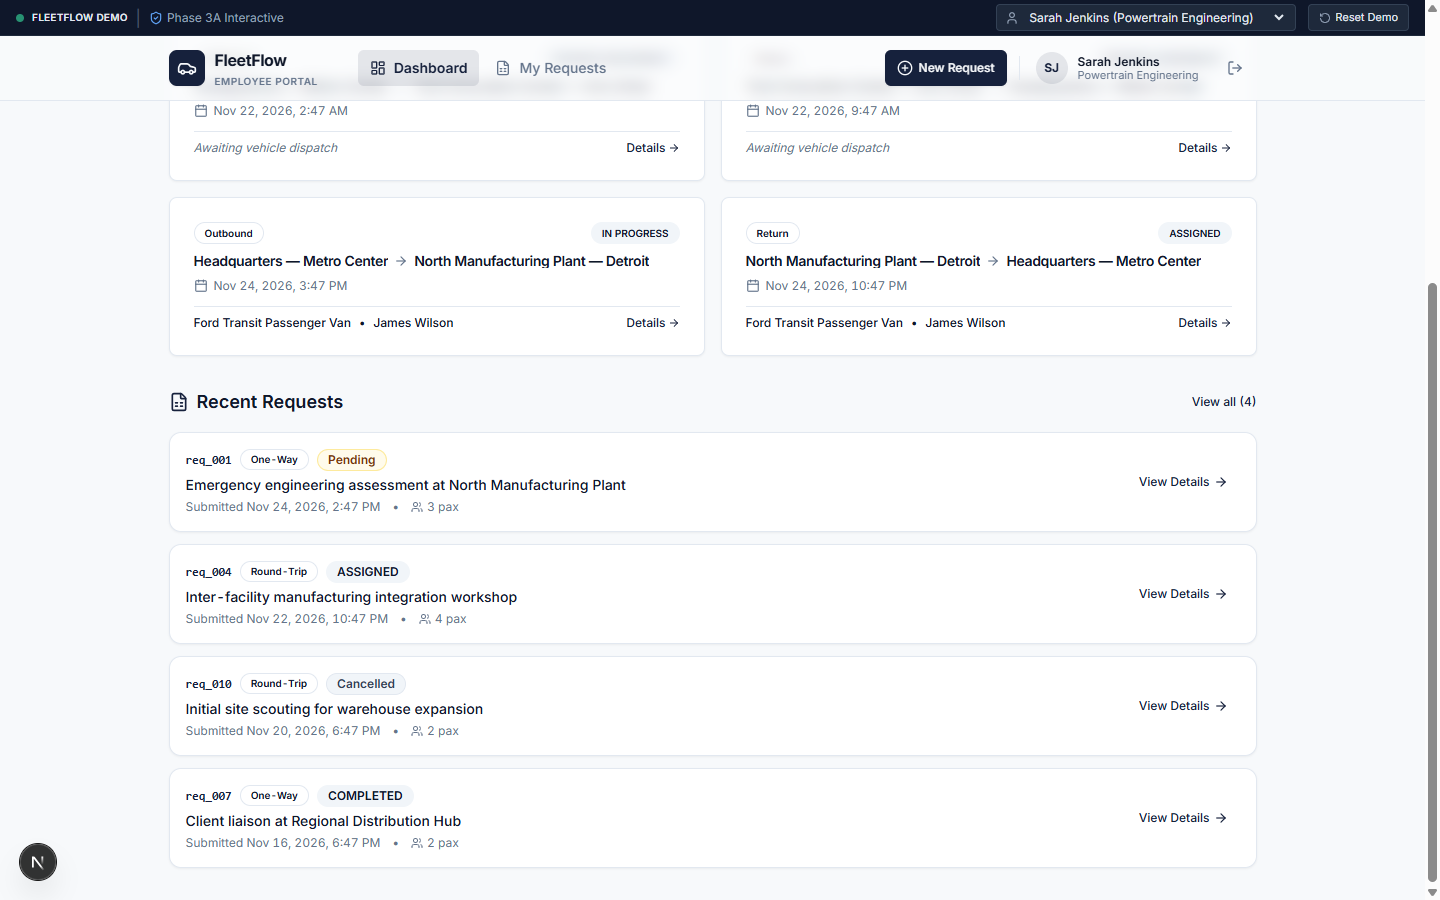 FLEETFLOW DEMO
Phase 3A Interactive
Sarah Jenkins (Powertrain Engineering)
Reset Demo
FleetFlow
EMPLOYEE PORTAL
Dashboard
My Requests
New Request
SJ
Sarah Jenkins
Powertrain Engineering
Nov 22, 2026, 2:47 AM
Awaiting vehicle dispatch
Details →
Nov 22, 2026, 9:47 AM
Awaiting vehicle dispatch
Details →
Outbound
IN PROGRESS
Headquarters — Metro Center → North Manufacturing Plant — Detroit
Nov 24, 2026, 3:47 PM
Ford Transit Passenger Van • James Wilson
Details →
Return
ASSIGNED
North Manufacturing Plant — Detroit → Headquarters — Metro Center
Nov 24, 2026, 10:47 PM
Ford Transit Passenger Van • James Wilson
Details →
Recent Requests
View all (4)
req_001 One-Way Pending
Emergency engineering assessment at North Manufacturing Plant
Submitted Nov 24, 2026, 2:47 PM • 3 pax
View Details →
req_004 Round-Trip ASSIGNED
Inter-facility manufacturing integration workshop
Submitted Nov 22, 2026, 10:47 PM • 4 pax
View Details →
req_010 Round-Trip Cancelled
Initial site scouting for warehouse expansion
Submitted Nov 20, 2026, 6:47 PM • 2 pax
View Details →
req_007 One-Way COMPLETED
Client liaison at Regional Distribution Hub
Submitted Nov 16, 2026, 6:47 PM • 2 pax
View Details →
N